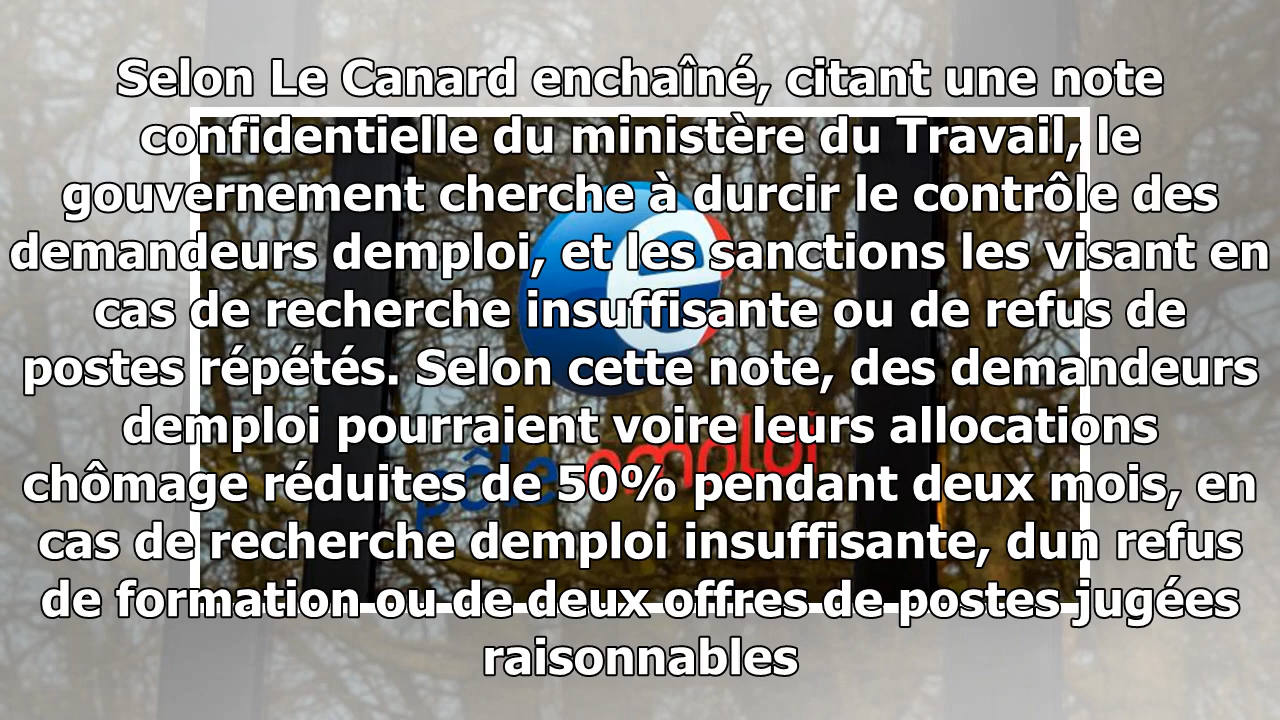 Selon Le Canard enchaîné, citant une note
confidentielle du ministère du Travail, le
gouvernement cherche à durcir le contrôle des
demandeurs demploi, et les sanctions les visant en
cas de recherche insuffisante ou de refus de
postes répétés. Selon cette note, des demandeurs
demploi pourraient voire leurs allocations
chômage réduites de 50% pendant deux mois, en
cas de recherche demploi insuffisante, dun refus
de formation ou de deux offres de postes jugées
raisonnables
pôle emploi